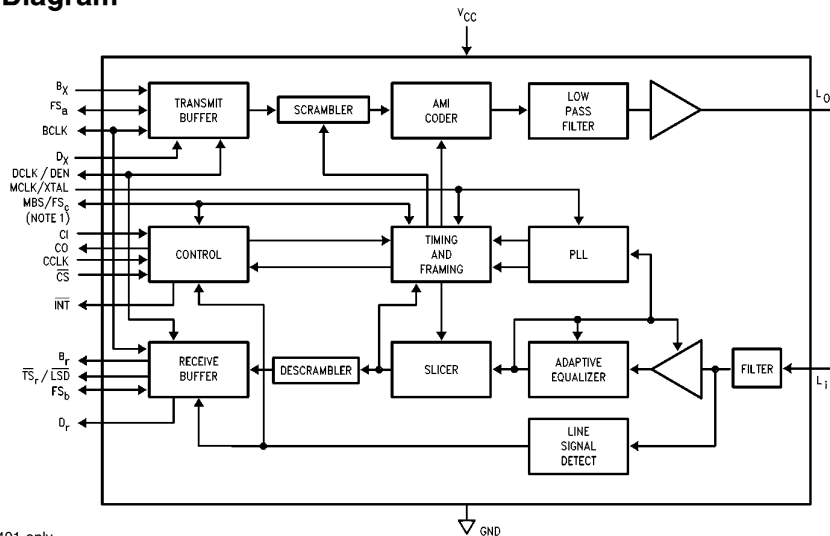 Diagram
VCC
BX
FSa
BCLK
DX
DCLK / DEN
MCLK/XTAL
MBS/FSc
(NOTE 1)
CI
CO
CCLK
CS
INT
Br
TSr / LSD
FSb
Dr
TRANSMIT
BUFFER
SCRAMBLER
AMI
CODER
LOW
PASS
FILTER
LO
CONTROL
TIMING
AND
FRAMING
PLL
RECEIVE
BUFFER
DESCRAMBLER
SLICER
ADAPTIVE
EQUALIZER
FILTER
Li
LINE
SIGNAL
DETECT
GND
401 only